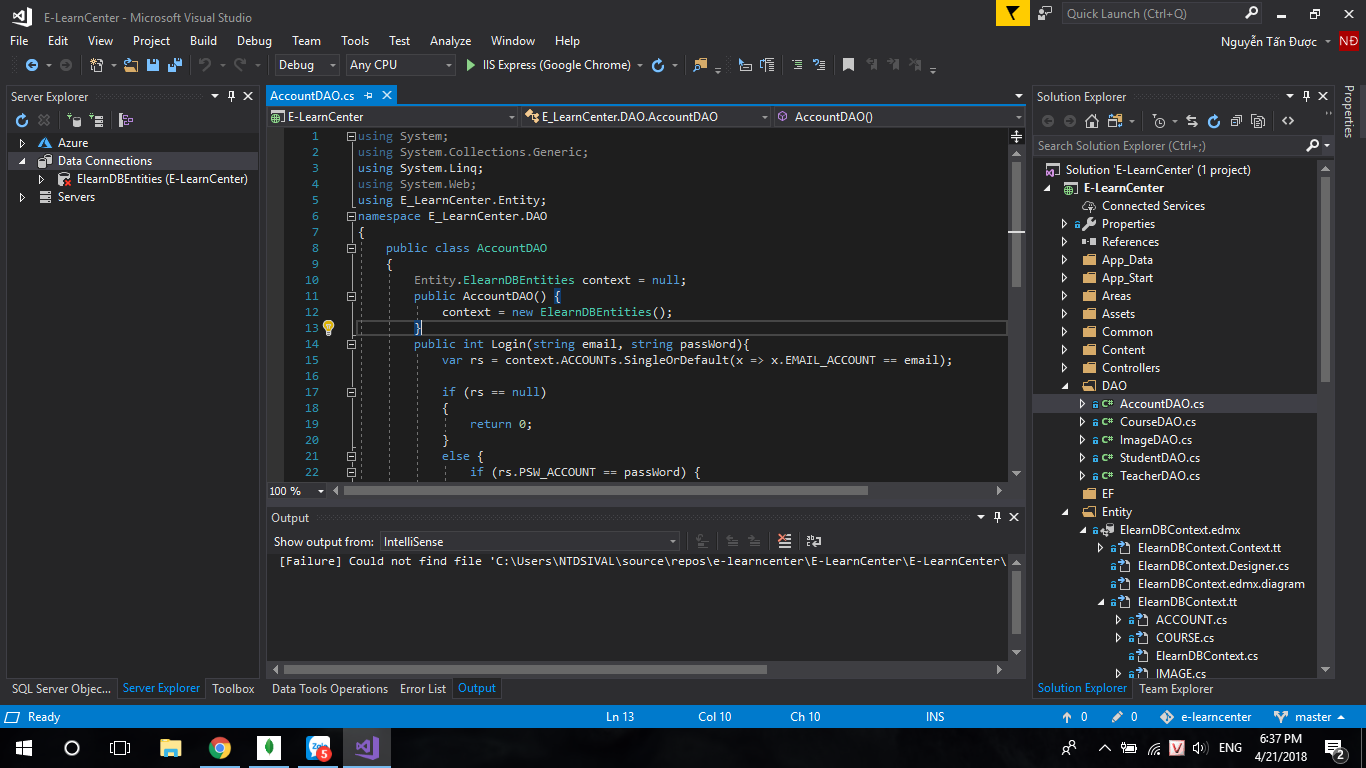 E-LearnCenter - Microsoft Visual Studio
Quick Launch (Ctrl+Q)
File Edit View Project Build Debug Team Tools Test Analyze Window Help
Nguyễn Tấn Được
NĐ
Debug Any CPU IIS Express (Google Chrome)
Server Explorer
Azure
Data Connections
ElearnDBEntities (E-LearnCenter)
Servers
AccountDAO.cs
E-LearnCenter
E_LearnCenter.DAO.AccountDAO
AccountDAO()
1 using System;
2 using System.Collections.Generic;
3 using System.Linq;
4 using System.Web;
5 using E_LearnCenter.Entity;
6 namespace E_LearnCenter.DAO
7 {
8 public class AccountDAO
9 {
10 Entity.ElearnDBEntities context = null;
11 public AccountDAO() {
12 context = new ElearnDBEntities();
13 }
14 public int Login(string email, string passWord){
15 var rs = context.ACCOUNTs.SingleOrDefault(x => x.EMAIL_ACCOUNT == email);
16
17 if (rs == null)
18 {
19 return 0;
20 }
21 else {
22 if (rs.PSW_ACCOUNT == passWord) {
100 %
Output
Show output from: IntelliSense
[Failure] Could not find file 'C:\Users\NTDSIVAL\source\repos\e-learncenter\E-LearnCenter\E-LearnCenter\
Solution Explorer
Search Solution Explorer (Ctrl+;)
Solution 'E-LearnCenter' (1 project)
E-LearnCenter
Connected Services
Properties
References
App_Data
App_Start
Areas
Assets
Common
Content
Controllers
DAO
C# AccountDAO.cs
C# CourseDAO.cs
C# ImageDAO.cs
C# StudentDAO.cs
C# TeacherDAO.cs
EF
Entity
ElearnDBContext.edmx
ElearnDBContext.Context.tt
ElearnDBContext.Designer.cs
ElearnDBContext.edmx.diagram
ElearnDBContext.tt
ACCOUNT.cs
COURSE.cs
ElearnDBContext.cs
IMAGE.cs
Properties
SQL Server Objec... Server Explorer Toolbox
Data Tools Operations Error List Output
Solution Explorer Team Explorer
Ready Ln 13 Col 10 Ch 10 INS 0 0 e-learncenter master
Zalo 5
V
ENG
6:37 PM
4/21/2018
2